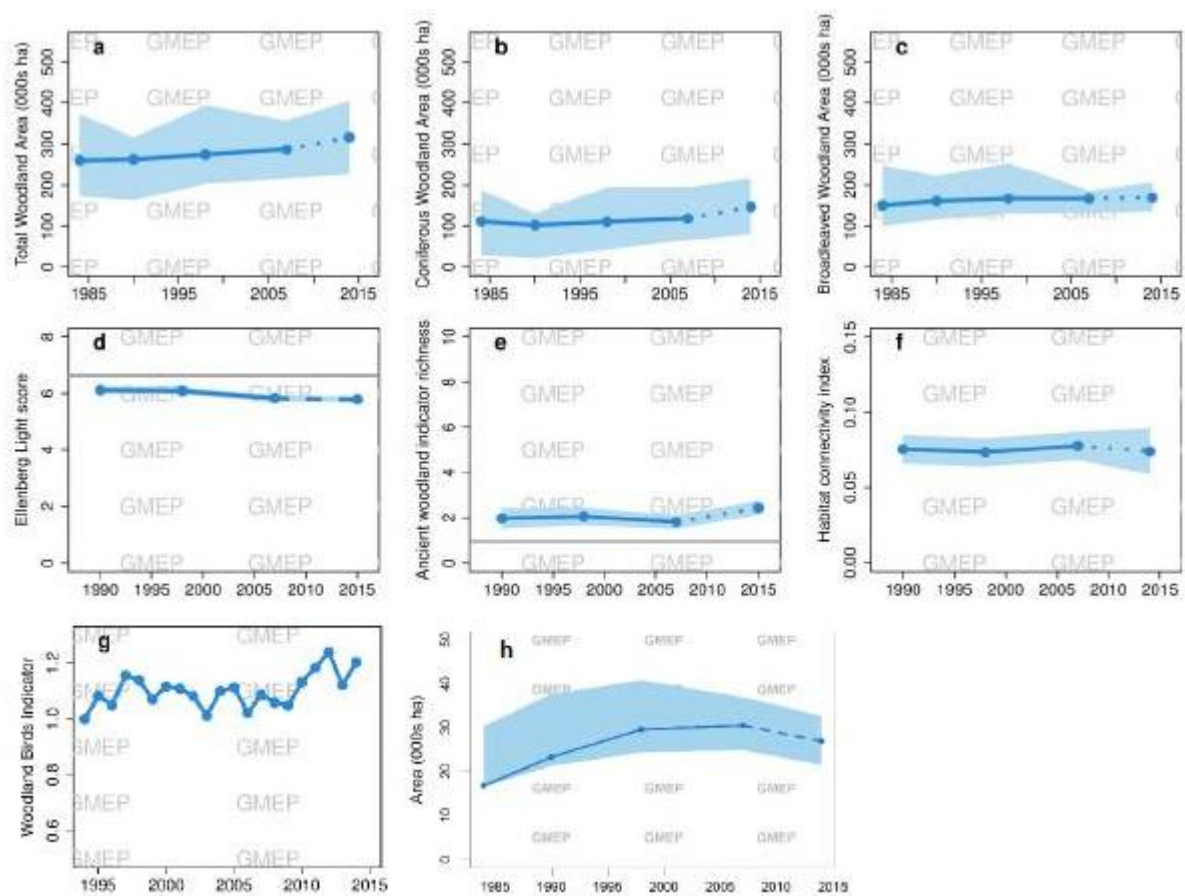 a
Total Woodland Area (000s ha)
0 100 200 300 400 500
1985 1995 2005 2015
b
Coniferous Woodland Area (000s ha)
0 100 200 300 400 500
1985 1995 2005 2015
c
Broadleaved Woodland Area (000s ha)
0 100 200 300 400 500
1985 1995 2005 2015
d
Ellenberg Light score
0 2 4 6 8
1990 1995 2000 2005 2010 2015
e
Ancient woodland indicator richness
0 2 4 6 8 10
1990 1995 2000 2005 2010 2015
f
Habitat connectivity index
0.00 0.05 0.10 0.15
1990 1995 2000 2005 2010 2015
g
Woodland Birds Indicator
0.6 0.8 1.0 1.2
1995 2000 2005 2010 2015
h
Area (000s ha)
0 10 20 30 40 50
1985 1990 1995 2000 2005 2010 2015
GMEP